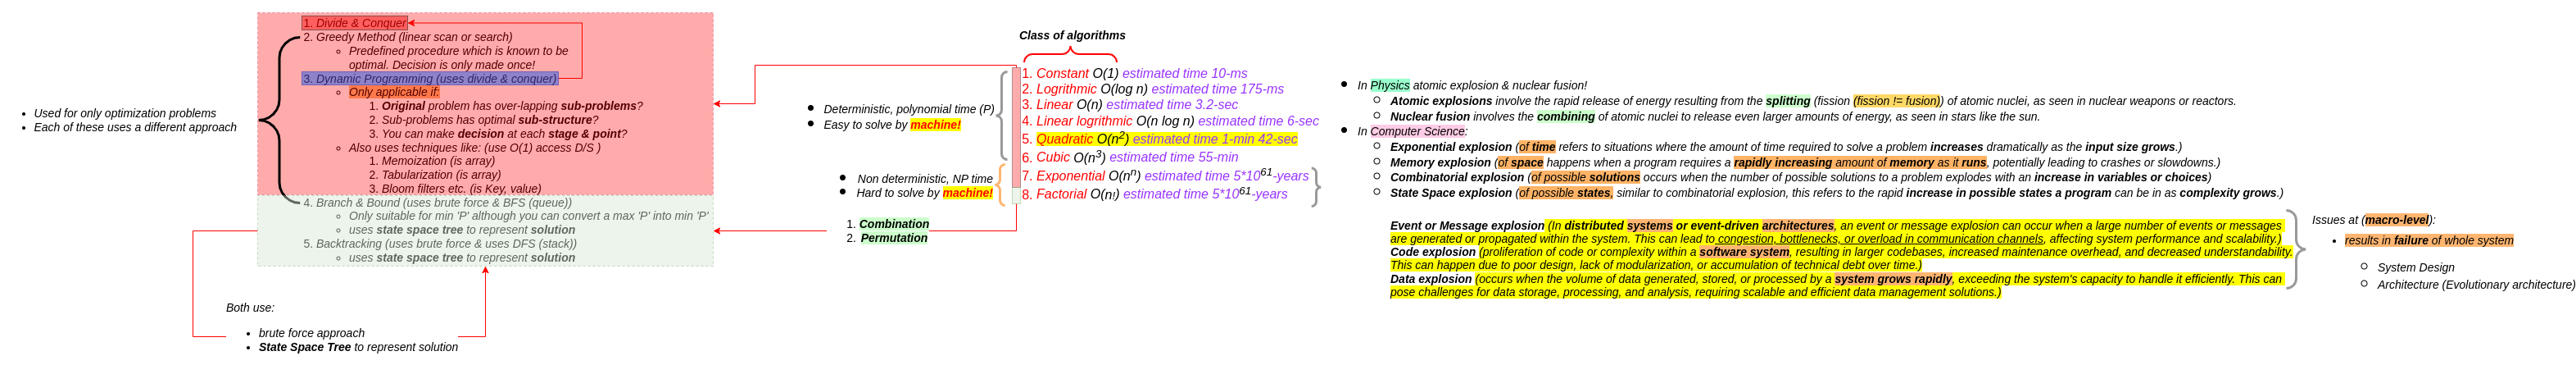 Used for only optimization problems
Each of these uses a different approach
1. Divide & Conquer
2. Greedy Method (linear scan or search)
Predefined procedure which is known to be
optimal. Decision is only made once!
3. Dynamic Programming (uses divide & conquer)
Only applicable if:
1. Original problem has over-lapping sub-problems?
2. Sub-problems has optimal sub-structure?
3. You can make decision at each stage & point?
Also uses techniques like: (use O(1) access D/S )
1. Memoization (is array)
2. Tabularization (is array)
3. Bloom filters etc. (is Key, value)
4. Branch & Bound (uses brute force & BFS (queue))
Only suitable for min 'P' although you can convert a max 'P' into min 'P'
uses state space tree to represent solution
5. Backtracking (uses brute force & uses DFS (stack))
uses state space tree to represent solution
Both use:
brute force approach
State Space Tree to represent solution
Deterministic, polynomial time (P)
Easy to solve by machine!
Non deterministic, NP time
Hard to solve by machine!
1. Combination
2. Permutation
Class of algorithms
1. Constant O(1) estimated time 10-ms
2. Logrithmic O(log n) estimated time 175-ms
3. Linear O(n) estimated time 3.2-sec
4. Linear logrithmic O(n log n) estimated time 6-sec
5. Quadratic O(n²) estimated time 1-min 42-sec
6. Cubic O(n³) estimated time 55-min
7. Exponential O(nⁿ) estimated time 5*10⁶¹-years
8. Factorial O(n!) estimated time 5*10⁶¹-years
In Physics atomic explosion & nuclear fusion!
Atomic explosions involve the rapid release of energy resulting from the splitting (fission (fission != fusion)) of atomic nuclei, as seen in nuclear weapons or reactors.
Nuclear fusion involves the combining of atomic nuclei to release even larger amounts of energy, as seen in stars like the sun.
In Computer Science:
Exponential explosion (of time refers to situations where the amount of time required to solve a problem increases dramatically as the input size grows.)
Memory explosion (of space happens when a program requires a rapidly increasing amount of memory as it runs, potentially leading to crashes or slowdowns.)
Combinatorial explosion (of possible solutions occurs when the number of possible solutions to a problem explodes with an increase in variables or choices)
State Space explosion (of possible states, similar to combinatorial explosion, this refers to the rapid increase in possible states a program can be in as complexity grows.)
Event or Message explosion (In distributed systems or event-driven architectures, an event or message explosion can occur when a large number of events or messages
are generated or propagated within the system. This can lead to congestion, bottlenecks, or overload in communication channels, affecting system performance and scalability.)
Code explosion (proliferation of code or complexity within a software system, resulting in larger codebases, increased maintenance overhead, and decreased understandability.
This can happen due to poor design, lack of modularization, or accumulation of technical debt over time.)
Data explosion (occurs when the volume of data generated, stored, or processed by a system grows rapidly, exceeding the system's capacity to handle it efficiently. This can
pose challenges for data storage, processing, and analysis, requiring scalable and efficient data management solutions.)
Issues at (macro-level):
results in failure of whole system
System Design
Architecture (Evolutionary architecture)